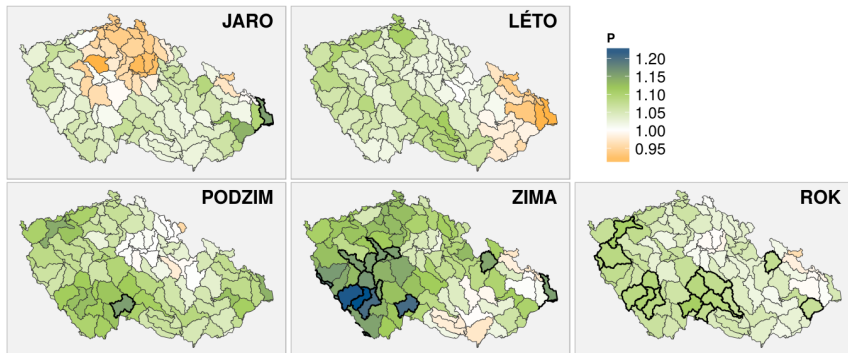 JARO
LÉTO
P
1.20
1.15
1.10
1.05
1.00
0.95
PODZIM
ZIMA
ROK